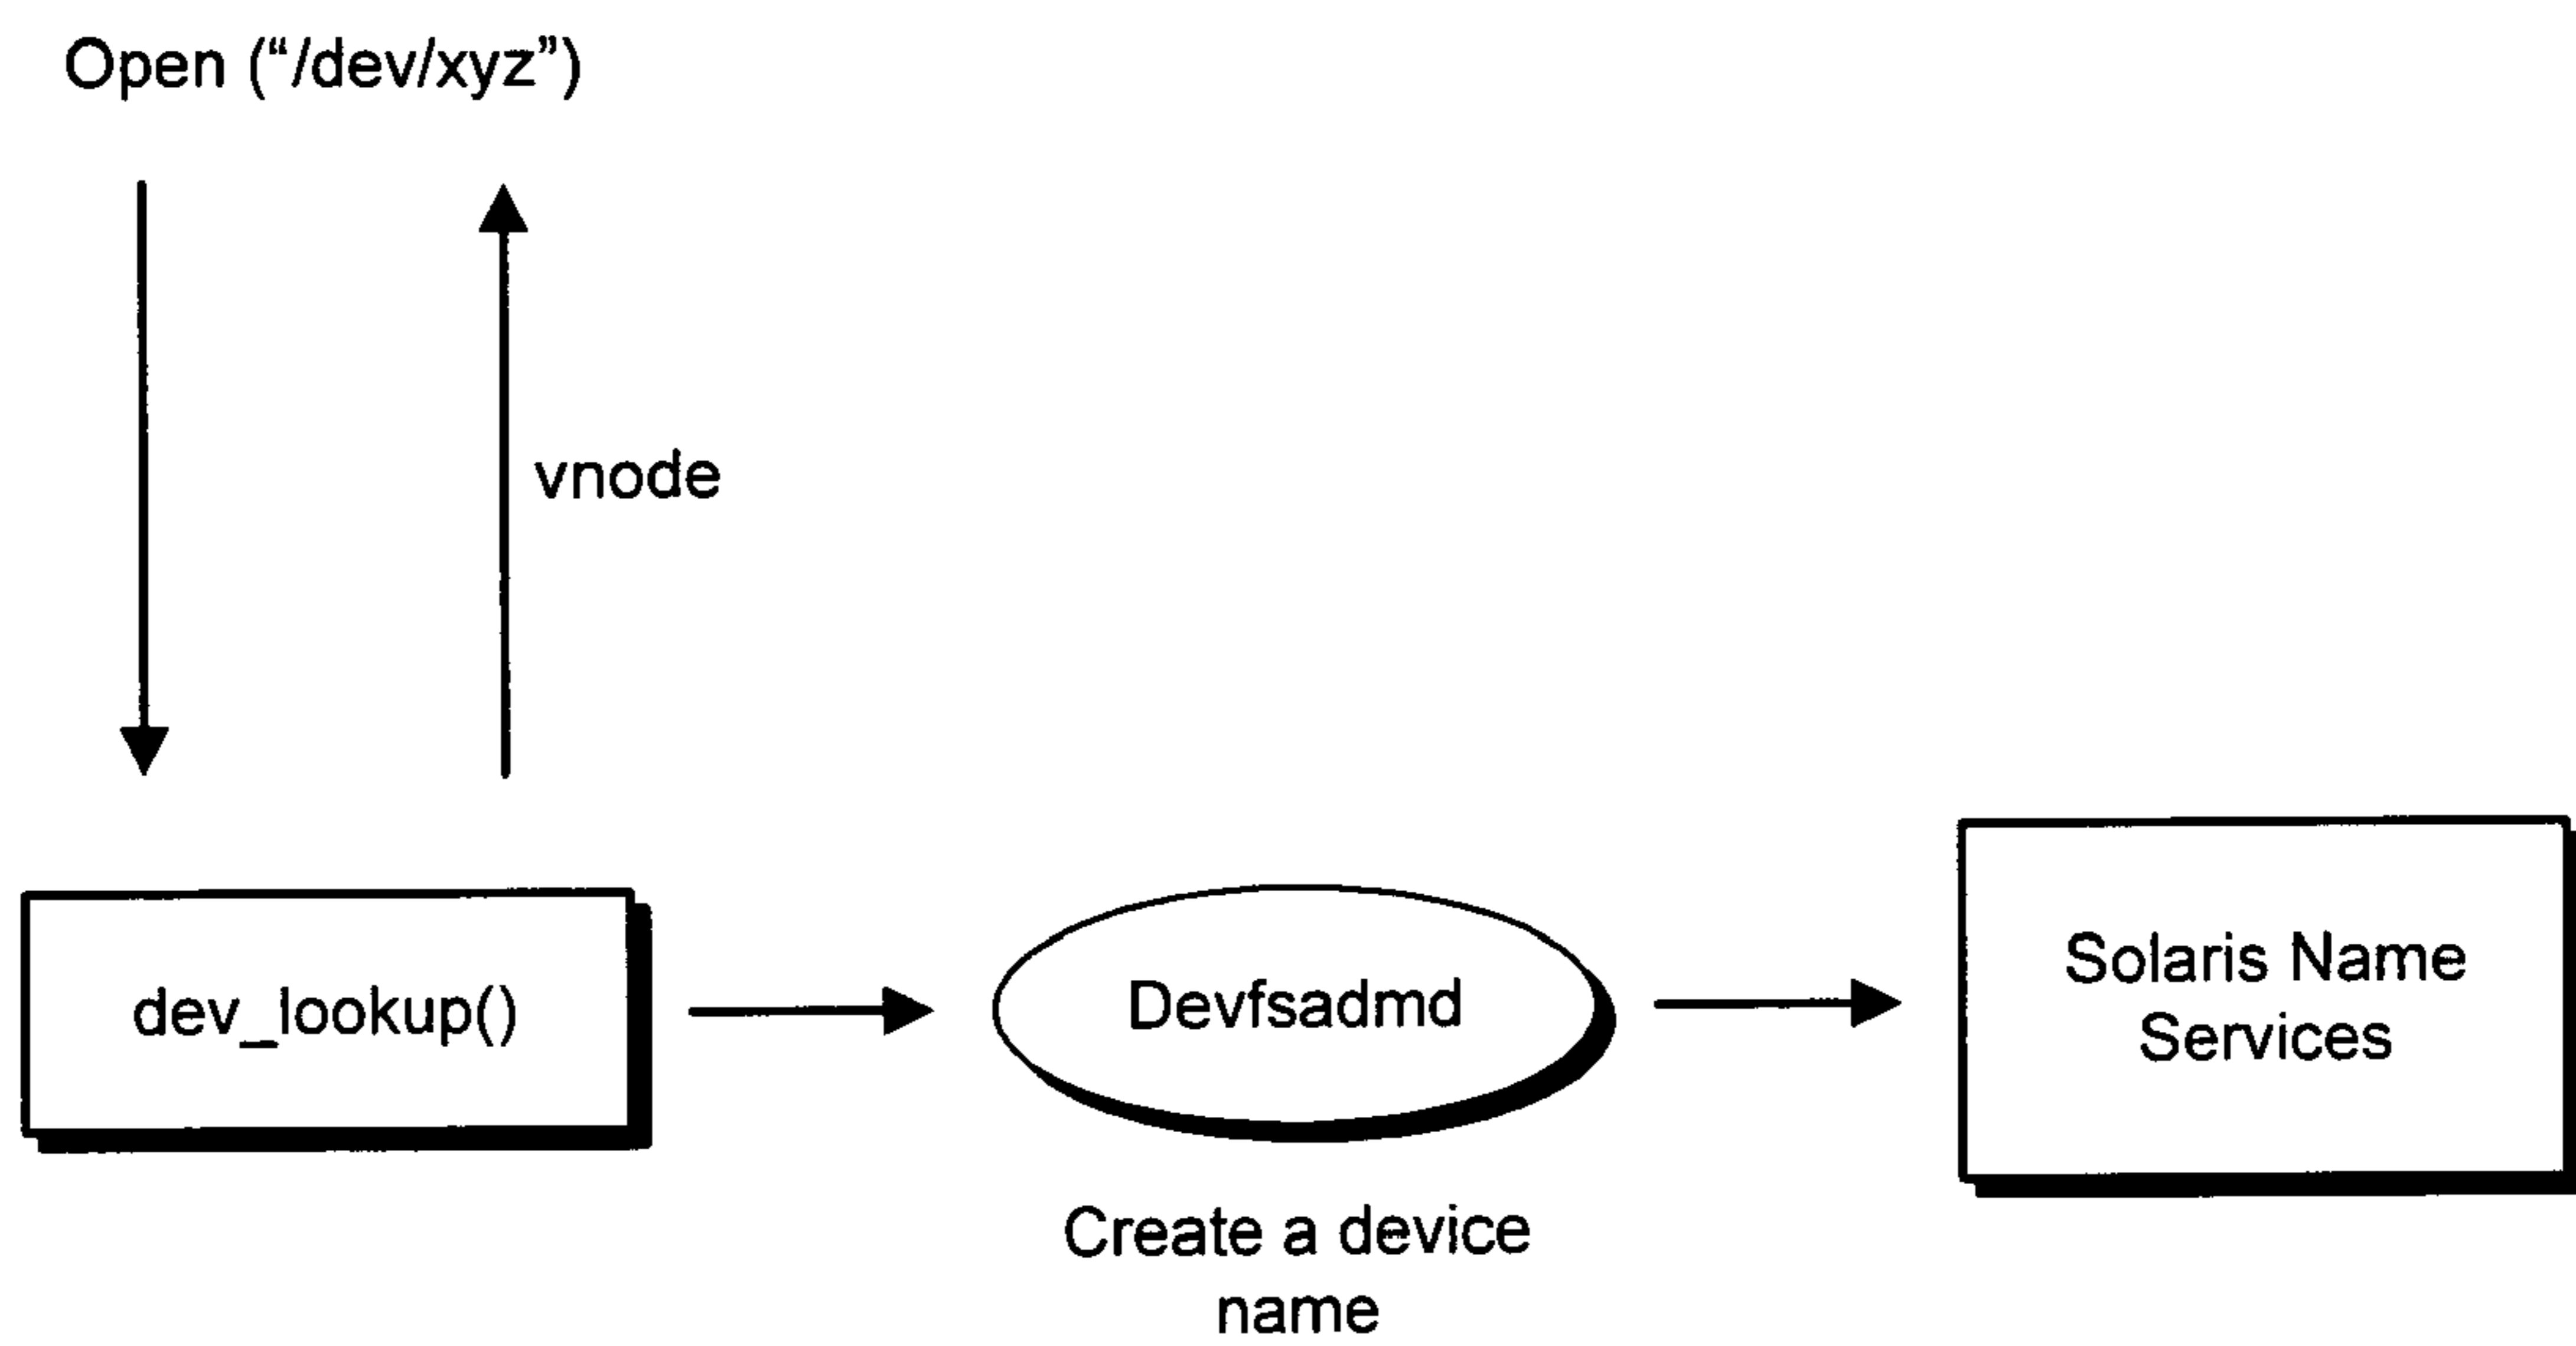 Open (“/dev/xyz”)
vnode
dev_lookup()
Devfsadmd
Solaris Name
Services
Create a device
name